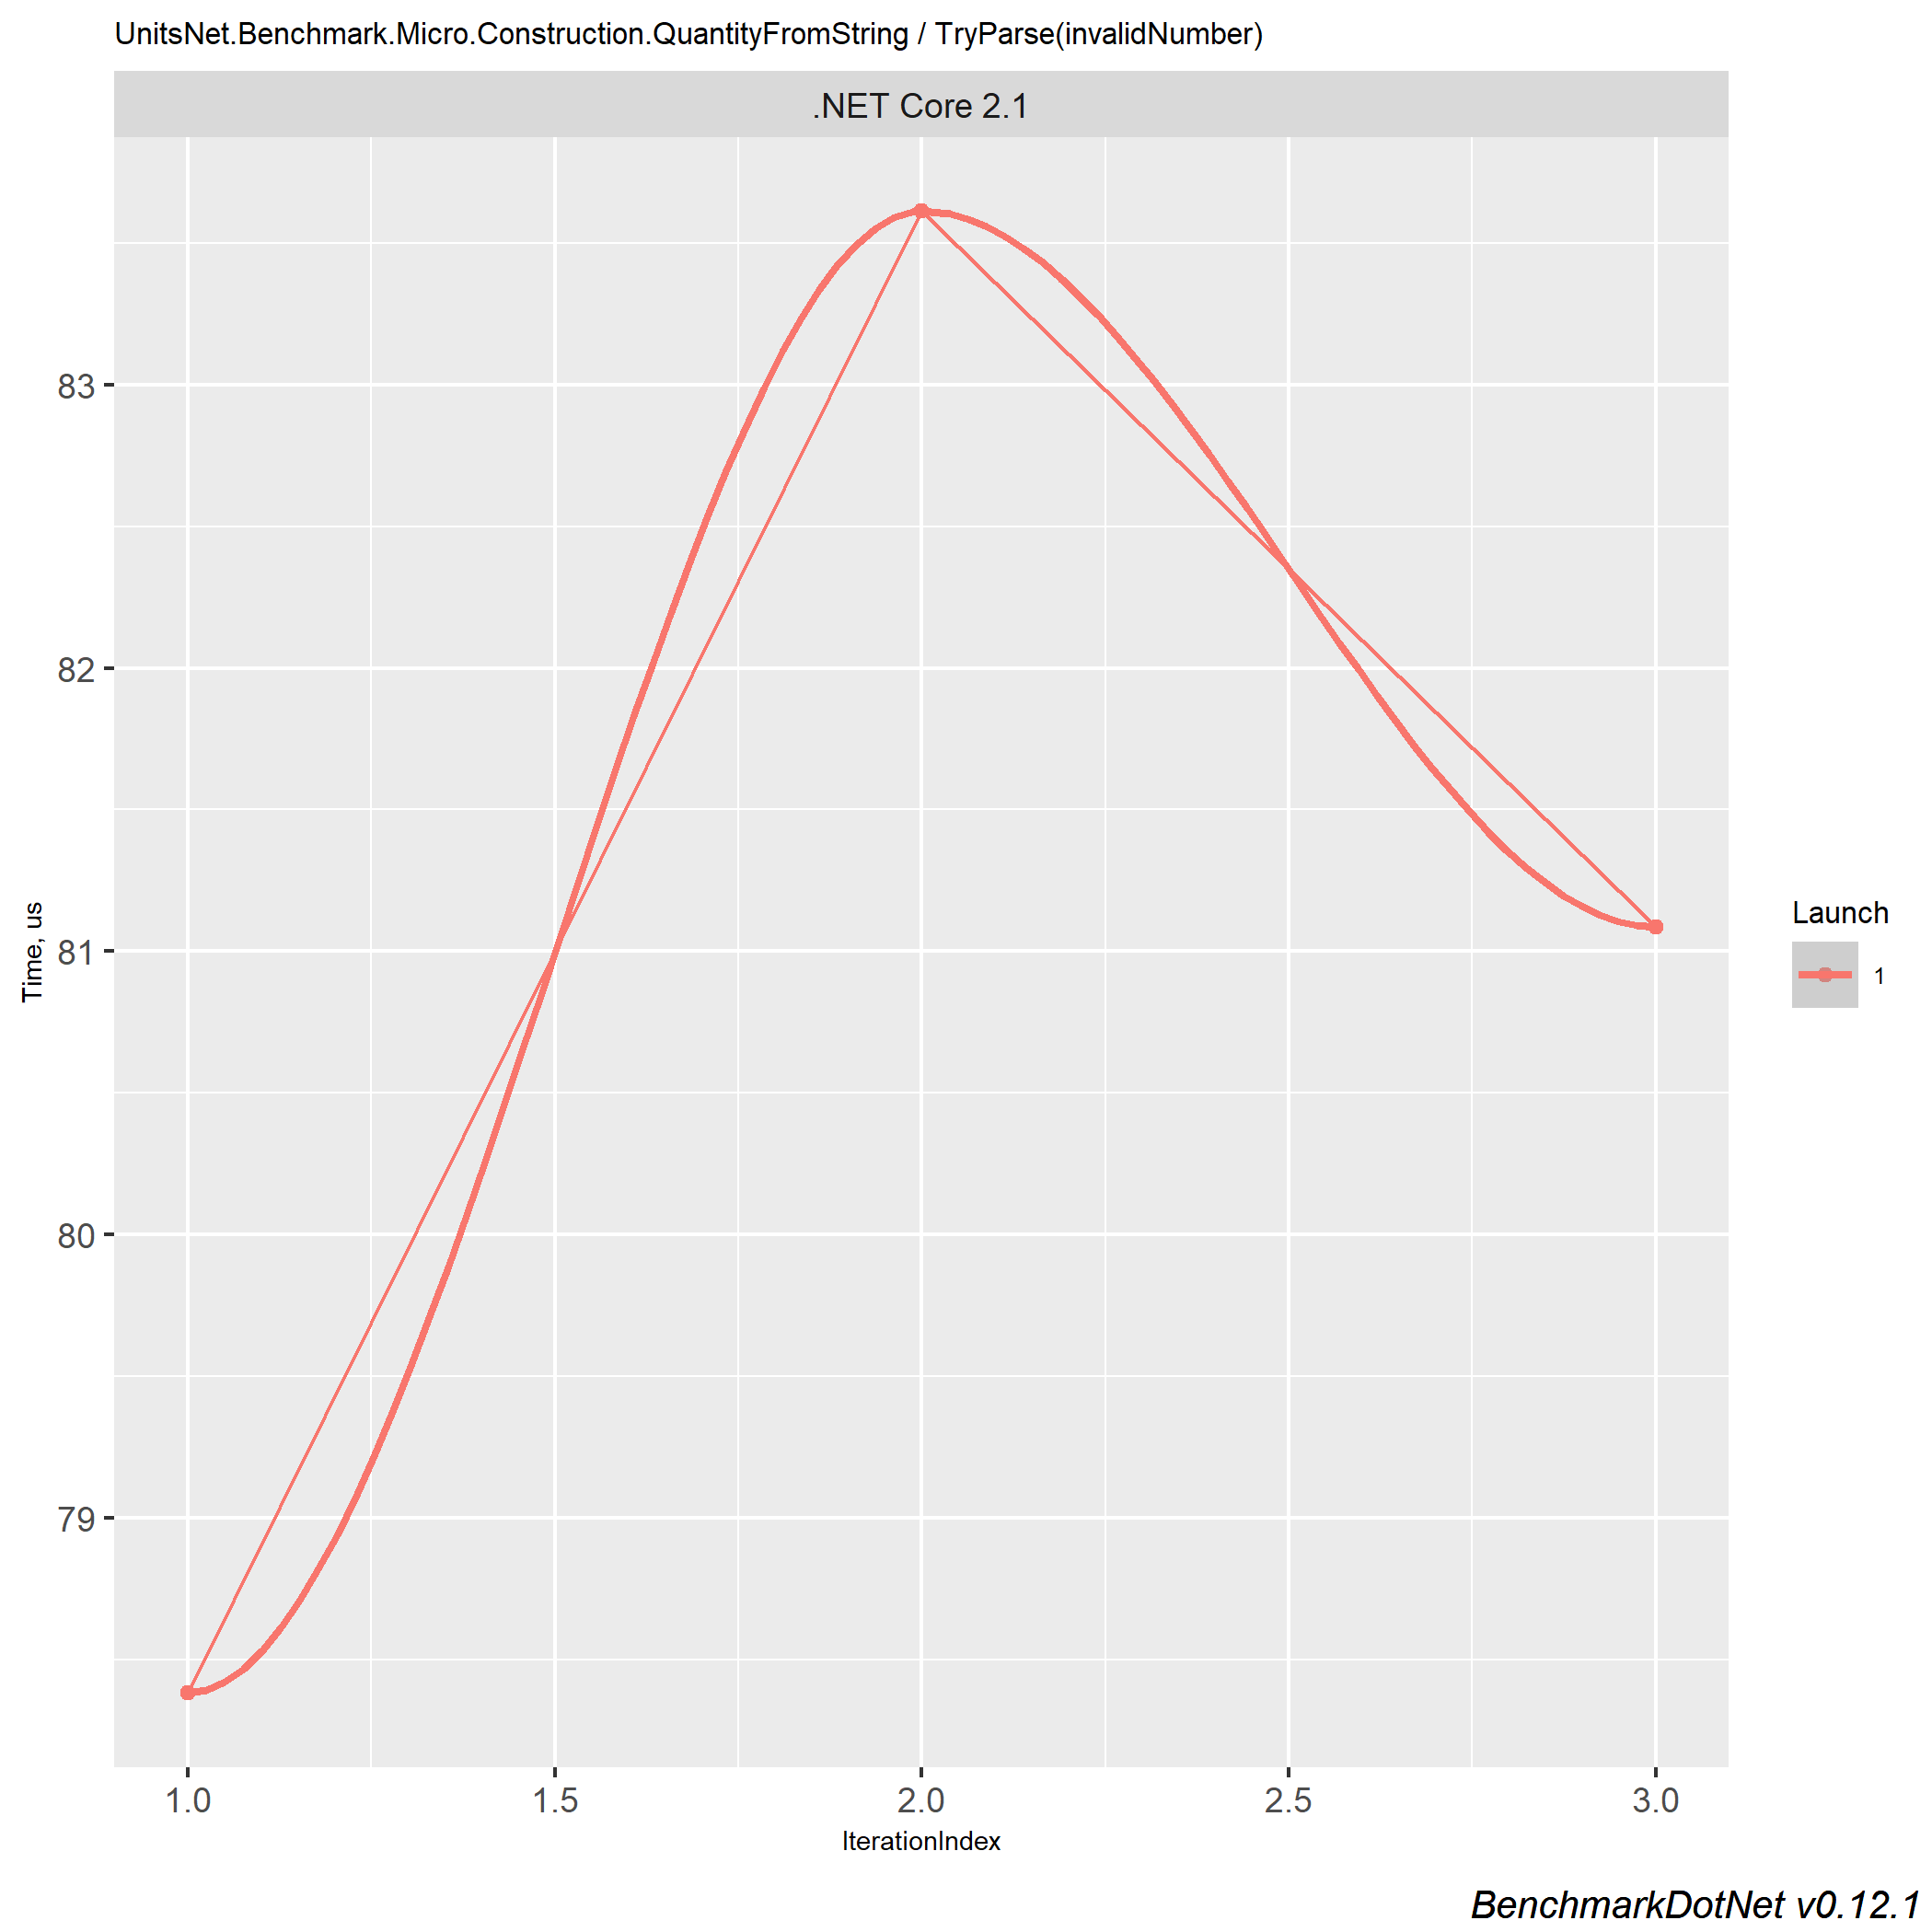 UnitsNet.Benchmark.Micro.Construction.QuantityFromString / TryParse(invalidNumber)
.NET Core 2.1
83
82
81
80
79
Time, us
1.0 1.5 2.0 2.5 3.0
IterationIndex
Launch
1
BenchmarkDotNet v0.12.1